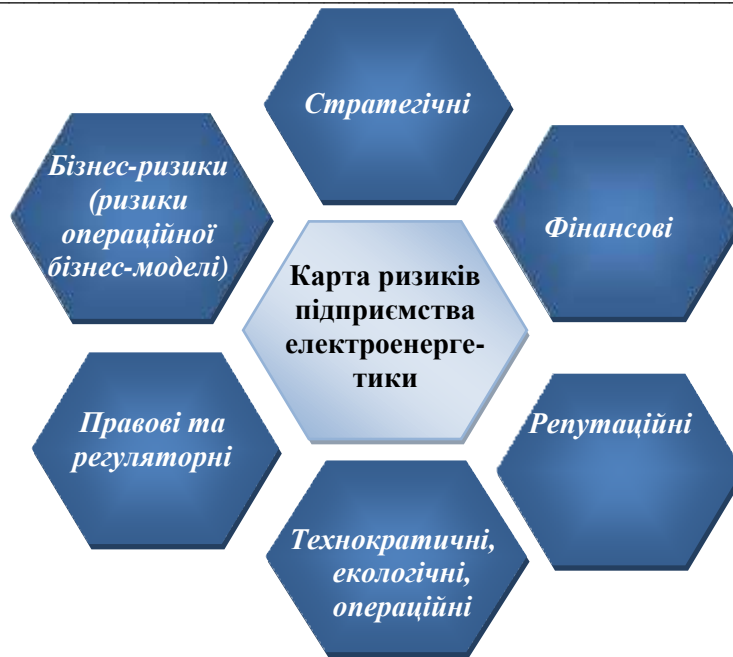 Стратегічні
Бізнес-ризики
(ризики
операційної
бізнес-моделі)
Фінансові
Карта ризиків
підприємства
електроенерге-
тики
Правові та
регуляторні
Репутаційні
Технократичні,
екологічні,
операційні